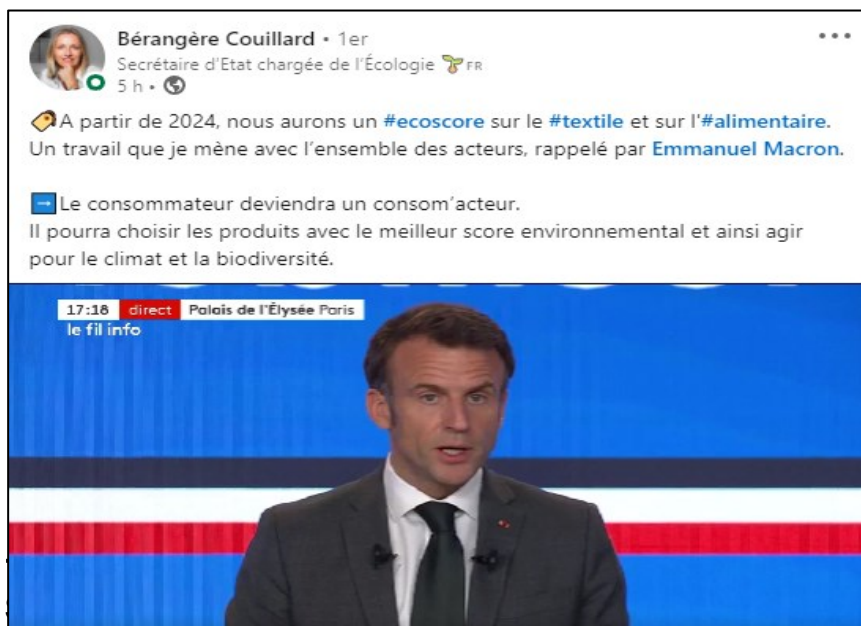 Bérangère Couillard • 1er
Secrétaire d'Etat chargée de l'Écologie 🌱 FR
5 h •
🏷️A partir de 2024, nous aurons un #ecoscore sur le #textile et sur l'#alimentaire.
Un travail que je mène avec l'ensemble des acteurs, rappelé par Emmanuel Macron.
➡️Le consommateur deviendra un consom'acteur.
Il pourra choisir les produits avec le meilleur score environnemental et ainsi agir
pour le climat et la biodiversité.
17:18 direct Palais de l'Élysée Paris
le fil info